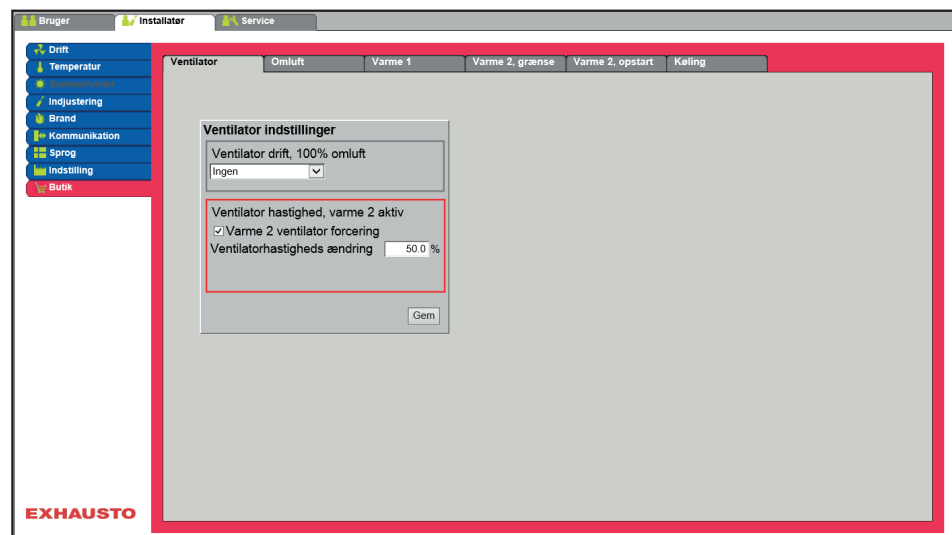 Bruger
Installatør
Service
Drift
Temperatur
Sommer/vinter
Indjustering
Brand
Kommunikation
Sprog
Indstilling
Butik
Ventilator
Omluft
Varme 1
Varme 2, grænse
Varme 2, opstart
Køling
Ventilator indstillinger
Ventilator drift, 100% omluft
Ingen
Ventilator hastighed, varme 2 aktiv
Varme 2 ventilator forcering
Ventilatorhastigheds ændring 50.0 %
Gem
EXHAUSTO